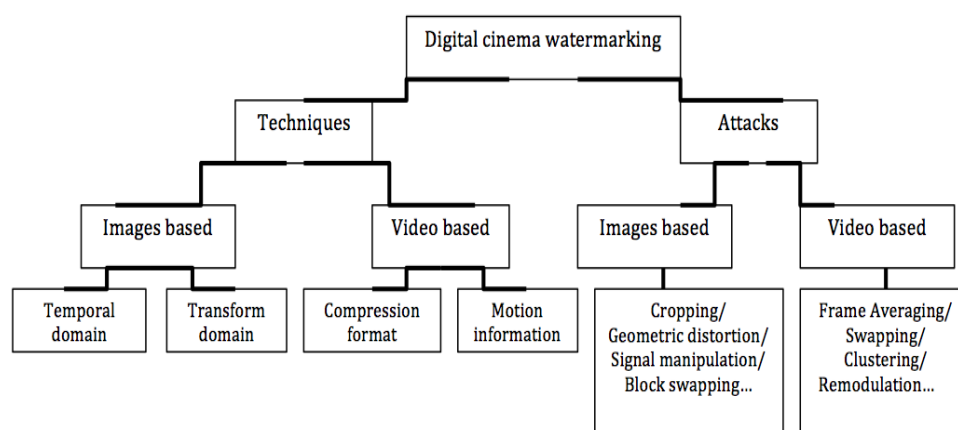 Digital cinema watermarking
Techniques
Attacks
Images based
Video based
Images based
Video based
Temporal
domain
Transform
domain
Compression
format
Motion
information
Cropping/
Geometric distortion/
Signal manipulation/
Block swapping…
Frame Averaging/
Swapping/
Clustering/
Remodulation…